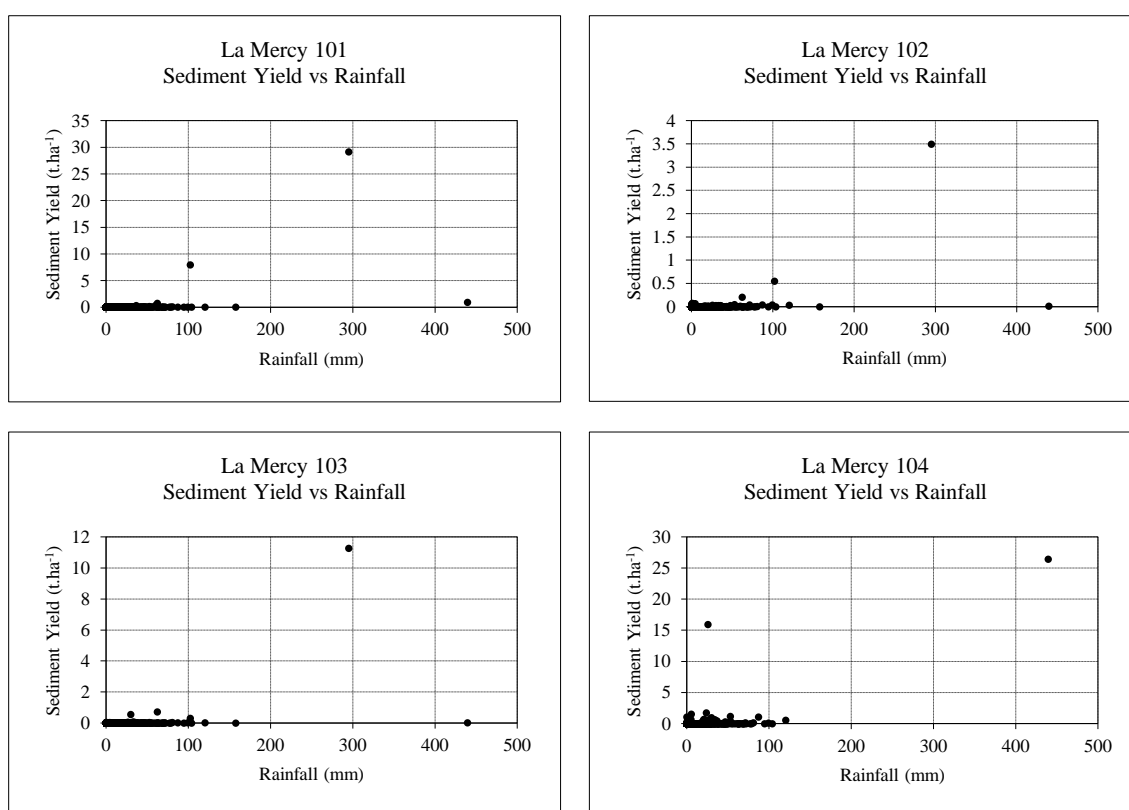 La Mercy 101
Sediment Yield vs Rainfall
Sediment Yield (t.ha⁻¹)
35
30
25
20
15
10
5
0
0 100 200 300 400 500
Rainfall (mm)
La Mercy 102
Sediment Yield vs Rainfall
Sediment Yield (t.ha⁻¹)
4
3.5
3
2.5
2
1.5
1
0.5
0
0 100 200 300 400 500
Rainfall (mm)
La Mercy 103
Sediment Yield vs Rainfall
Sediment Yield (t.ha⁻¹)
12
10
8
6
4
2
0
0 100 200 300 400 500
Rainfall (mm)
La Mercy 104
Sediment Yield vs Rainfall
Sediment Yield (t.ha⁻¹)
30
25
20
15
10
5
0
0 100 200 300 400 500
Rainfall (mm)